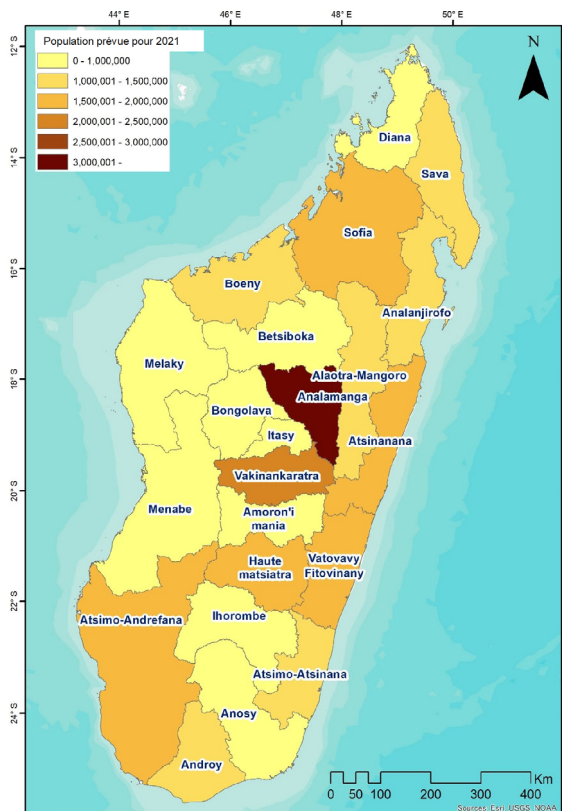 44°E
46°E
48°E
50°E
Population prévue pour 2021
0 - 1,000,000
1,000,001 - 1,500,000
1,500,001 - 2,000,000
2,000,001 - 2,500,000
2,500,001 - 3,000,000
3,000,001 -
N
12°S
14°S
16°S
18°S
20°S
22°S
24°S
Diana
Sava
Sofia
Boeny
Analanjirofo
Betsiboka
Melaky
Alaotra-Mangoro
Analamanga
Bongolava
Atsinanana
Itasy
Vakinankaratra
Menabe
Amoron'i
mania
Haute
matsiatra
Vatovavy
Fitovinany
Atsimo-Andrefana
Ihorombe
Atsimo-Atsinana
Anosy
Androy
Km
0 50 100 200 300 400
Sources: Esri, USGS, NOAA